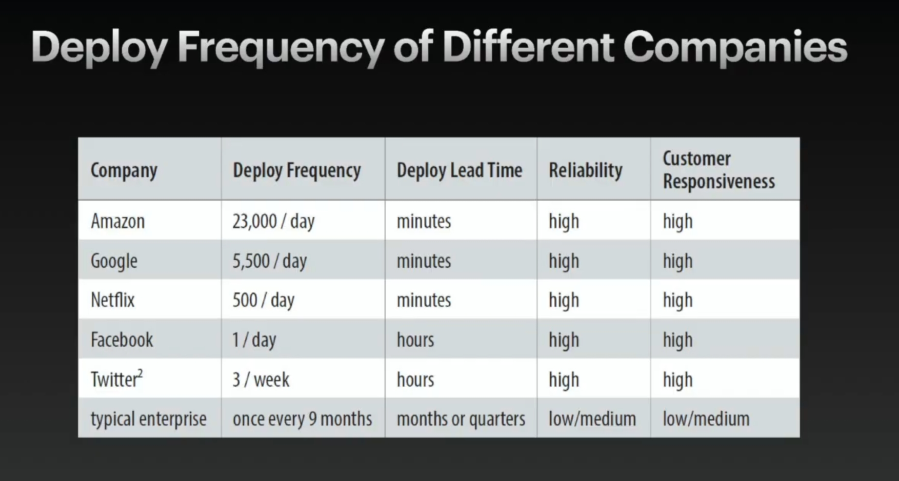 Deploy Frequency of Different Companies
Company Deploy Frequency Deploy Lead Time Reliability Customer Responsiveness
Amazon 23,000 / day minutes high high
Google 5,500 / day minutes high high
Netflix 500 / day minutes high high
Facebook 1 / day hours high high
Twitter² 3 / week hours high high
typical enterprise once every 9 months months or quarters low/medium low/medium